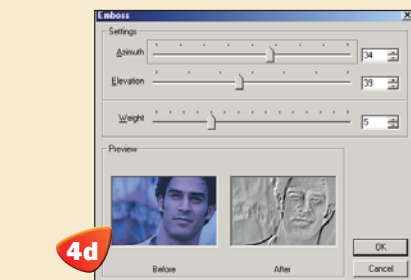 Emboss
Settings
Azimuth 34
Elevation 39
Weight 5
Preview
4d
Before After
OK
Cancel